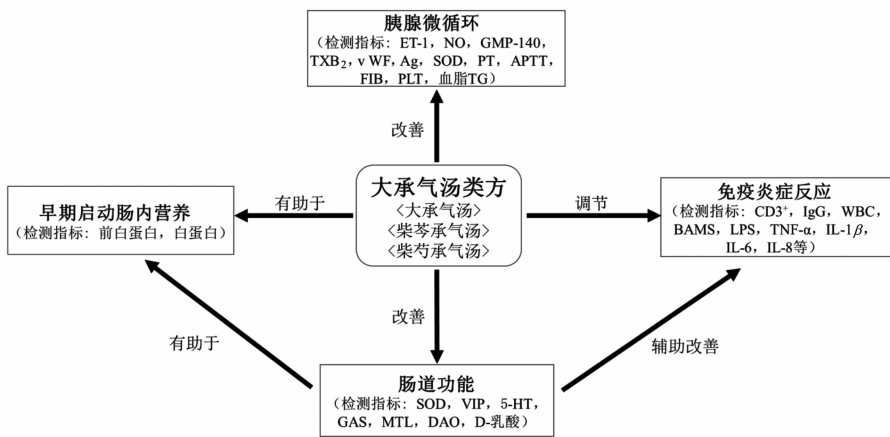 胰腺微循环
（检测指标：ET-1，NO，GMP-140，
TXB₂，v WF，Ag，SOD，PT，APTT，
FIB，PLT，血脂TG）
改善
大承气汤类方
<大承气汤>
<柴芩承气汤>
<柴芍承气汤>
有助于
早期启动肠内营养
（检测指标：前白蛋白，白蛋白）
调节
免疫炎症反应
（检测指标：CD3⁺，IgG，WBC，
BAMS，LPS，TNF-α，IL-1β，
IL-6，IL-8等）
改善
有助于
辅助改善
肠道功能
（检测指标：SOD，VIP，5-HT，
GAS，MTL，DAO，D-乳酸）